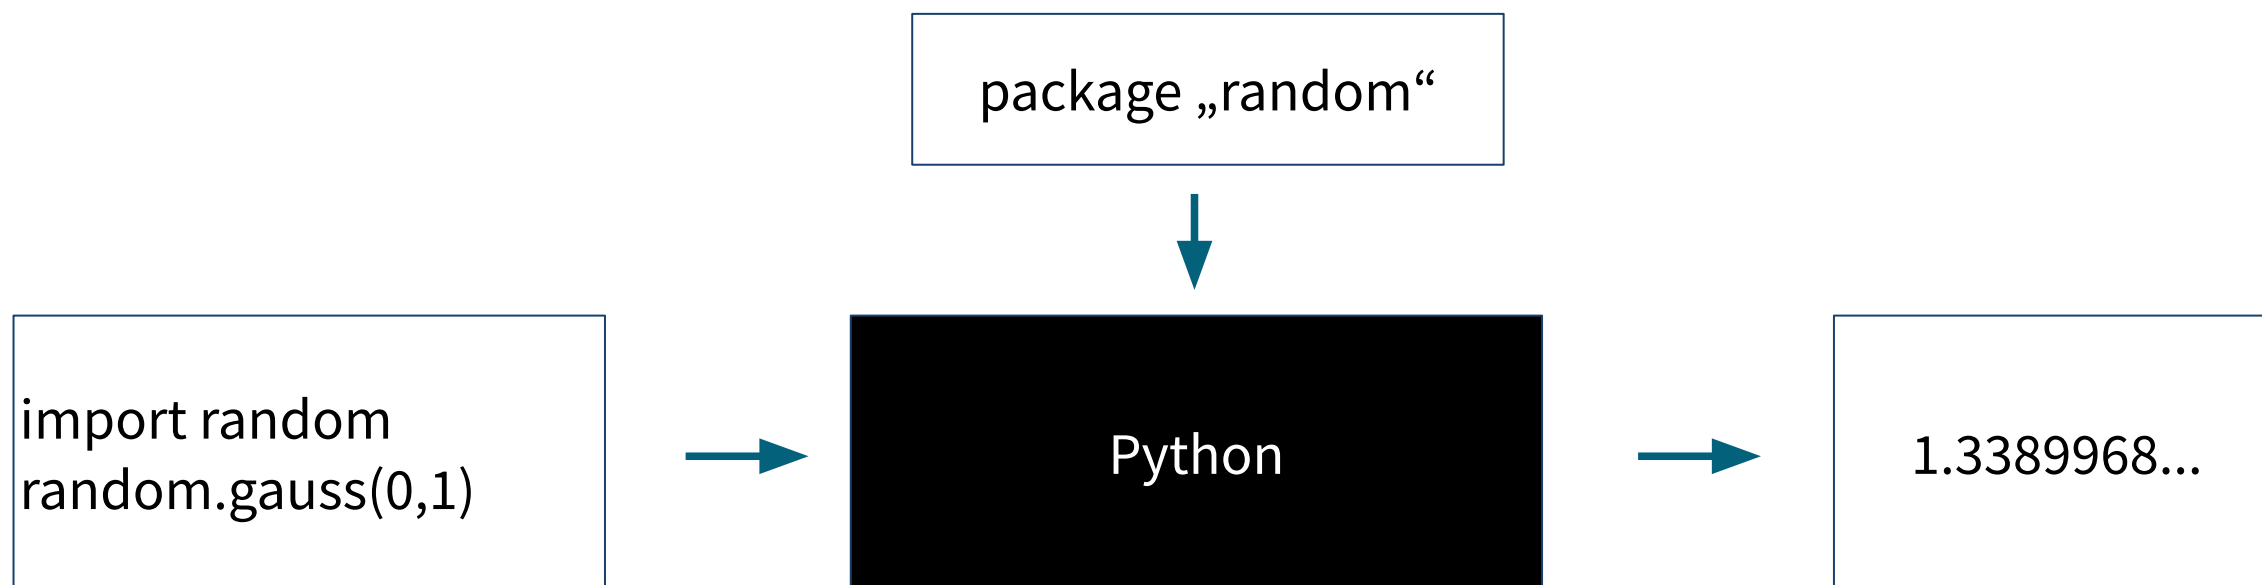 package „random“
import random
random.gauss(0,1)
Python
1.3389968...